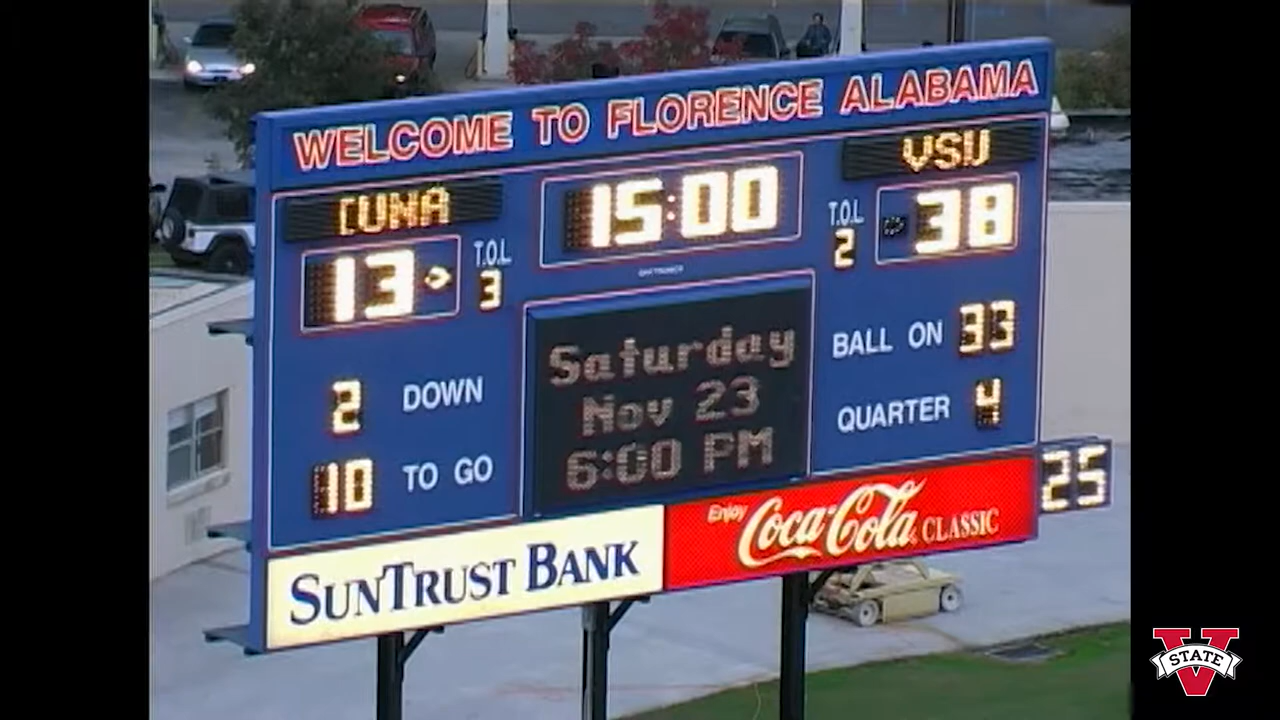 WELCOME TO FLORENCE ALABAMA
UNA
15:00
VSU
13
T.O.L
3
T.O.L
2
38
Saturday
Nov 23
6:00 PM
2 DOWN
10 TO GO
BALL ON 33
QUARTER 4
25
SUNTRUST BANK
Enjoy
Coca-Cola CLASSIC
V STATE